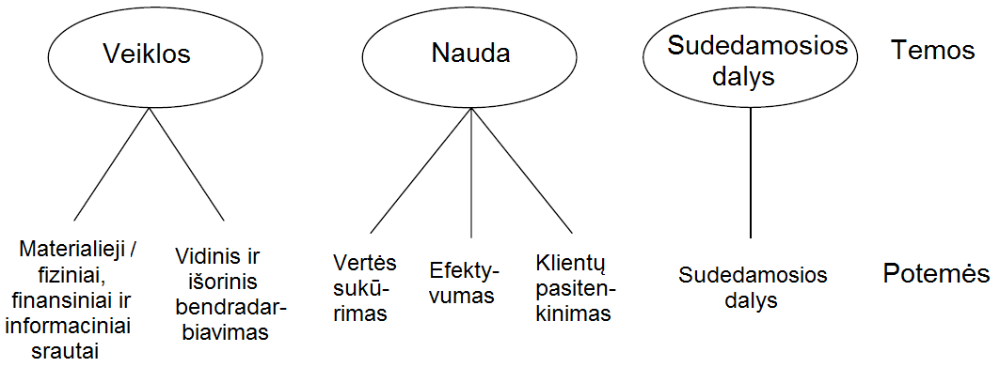 Veiklos
Nauda
Sudedamosios
dalys
Temos
Materialieji /
fiziniai,
finansiniai ir
informaciniai
srautai
Vidinis ir
išorinis
bendradar-
biavimas
Vertės
sukū-
rimas
Efekty-
vumas
Klientų
pasiten-
kinimas
Sudedamosios
dalys
Potemės